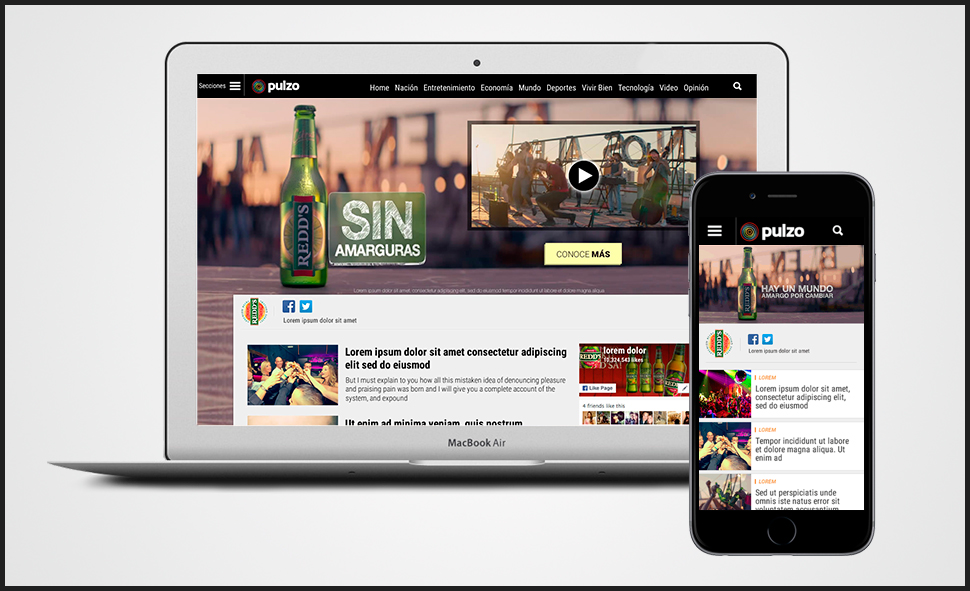 Secciones
pulzo
Home Nación Entretenimiento Economía Mundo Deportes Vivir Bien Tecnología Video Opinión
REDD'S
SIN
AMARGURAS
CONOCE MÁS
Lorem ipsum dolor sit amet, consectetur adipiscing elit, sed do eiusmod tempor incididunt ut labore et dolore magna aliqua.
REDD'S
Lorem ipsum dolor sit amet
Lorem ipsum dolor sit amet consectetur adipiscing
elit sed do eiusmod
But I must explain to you how all this mistaken idea of denouncing pleasure
and praising pain was born and I will give you a complete account of the
system, and expound
Ut enim ad minima veniam, quis nostrum
REDD'S
lorem dolor
10,324,543 likes
Like Page
4 friends like this
MacBook Air
pulzo
HAY UN MUNDO
AMARGO POR CAMBIAR
REDD'S
Lorem ipsum dolor sit amet
LOREM
Lorem ipsum dolor sit amet,
consectetur adipiscing elit,
sed do eiusmod
LOREM
Tempor incididunt ut labore
et dolore magna aliqua. Ut
enim ad
LOREM
Sed ut perspiciatis unde
omnis iste natus error sit
voluptatem accusantium